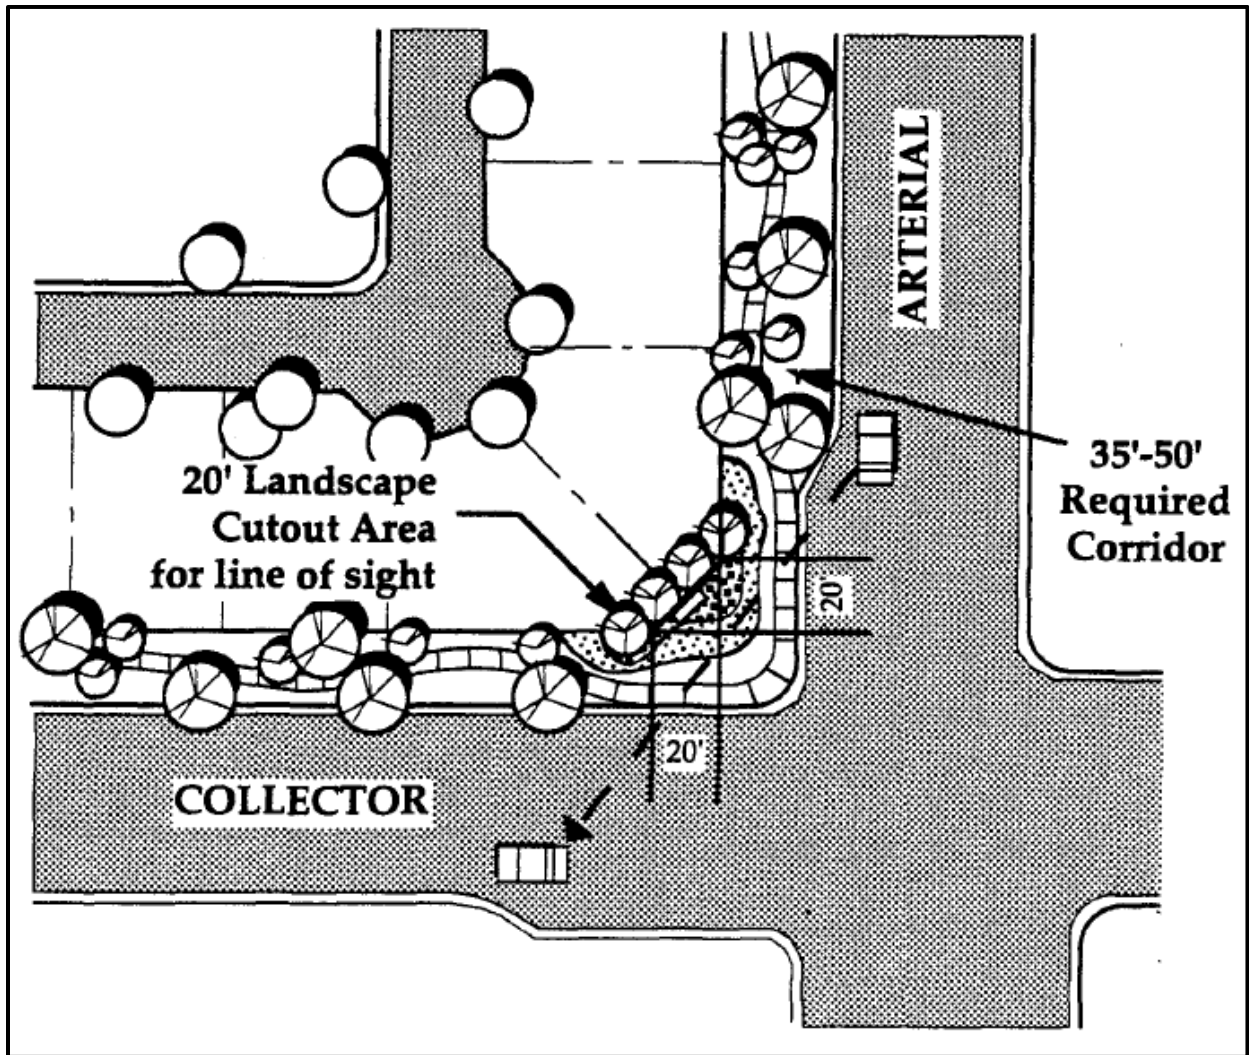 ARTERIAL
35'-50'
Required
Corridor
20' Landscape
Cutout Area
for line of sight
20'
20'
COLLECTOR